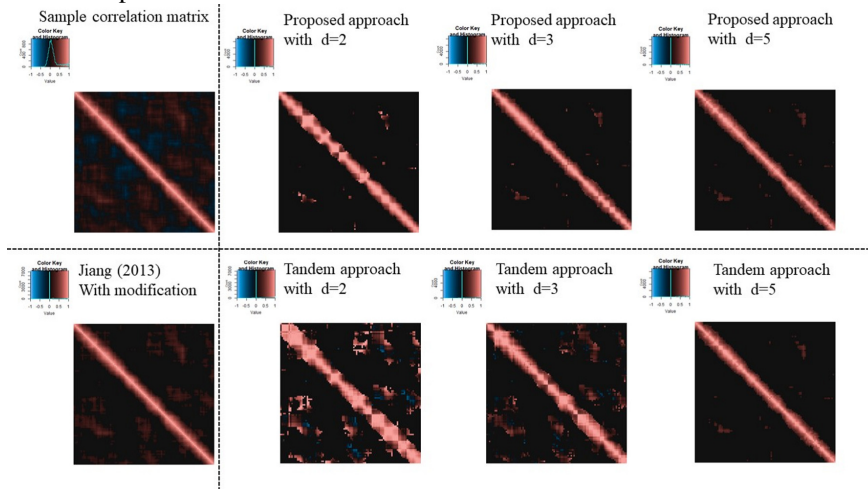 Sample correlation matrix
Color Key
and Histogram
-1 -0.5 0 0.5 1
Value
Proposed approach
with d=2
Color Key
and Histogram
-1 -0.5 0 0.5 1
Value
Proposed approach
with d=3
Color Key
and Histogram
-1 -0.5 0 0.5 1
Value
Proposed approach
with d=5
Color Key
and Histogram
-1 -0.5 0 0.5 1
Value
Jiang (2013)
With modification
Color Key
and Histogram
-1 -0.5 0 0.5 1
Value
Tandem approach
with d=2
Color Key
and Histogram
-1 -0.5 0 0.5 1
Value
Tandem approach
with d=3
Color Key
and Histogram
-1 -0.5 0 0.5 1
Value
Tandem approach
with d=5
Color Key
and Histogram
-1 -0.5 0 0.5 1
Value